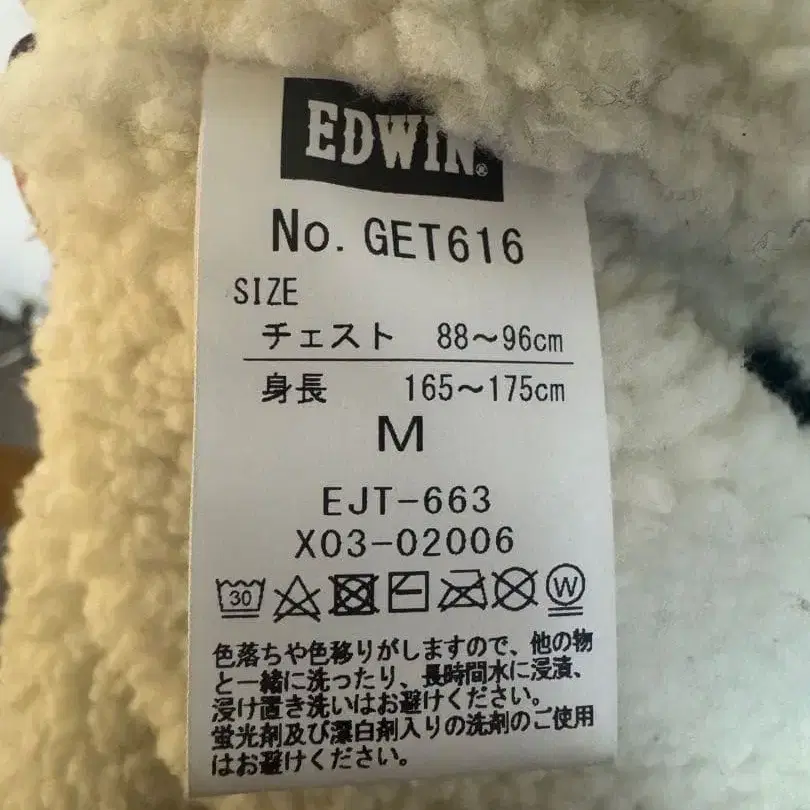 EDWIN®
No. GET616
SIZE
チェスト 88～96cm
身長 165～175cm
M
EJT-663
X03-02006
30 W
色落ちや色移りがしますので、他の物
と一緒に洗ったり、長時間水に浸漬、
浸け置き洗いはお避けください。
蛍光剤及び漂白剤入りの洗剤のご使用
はお避けください。